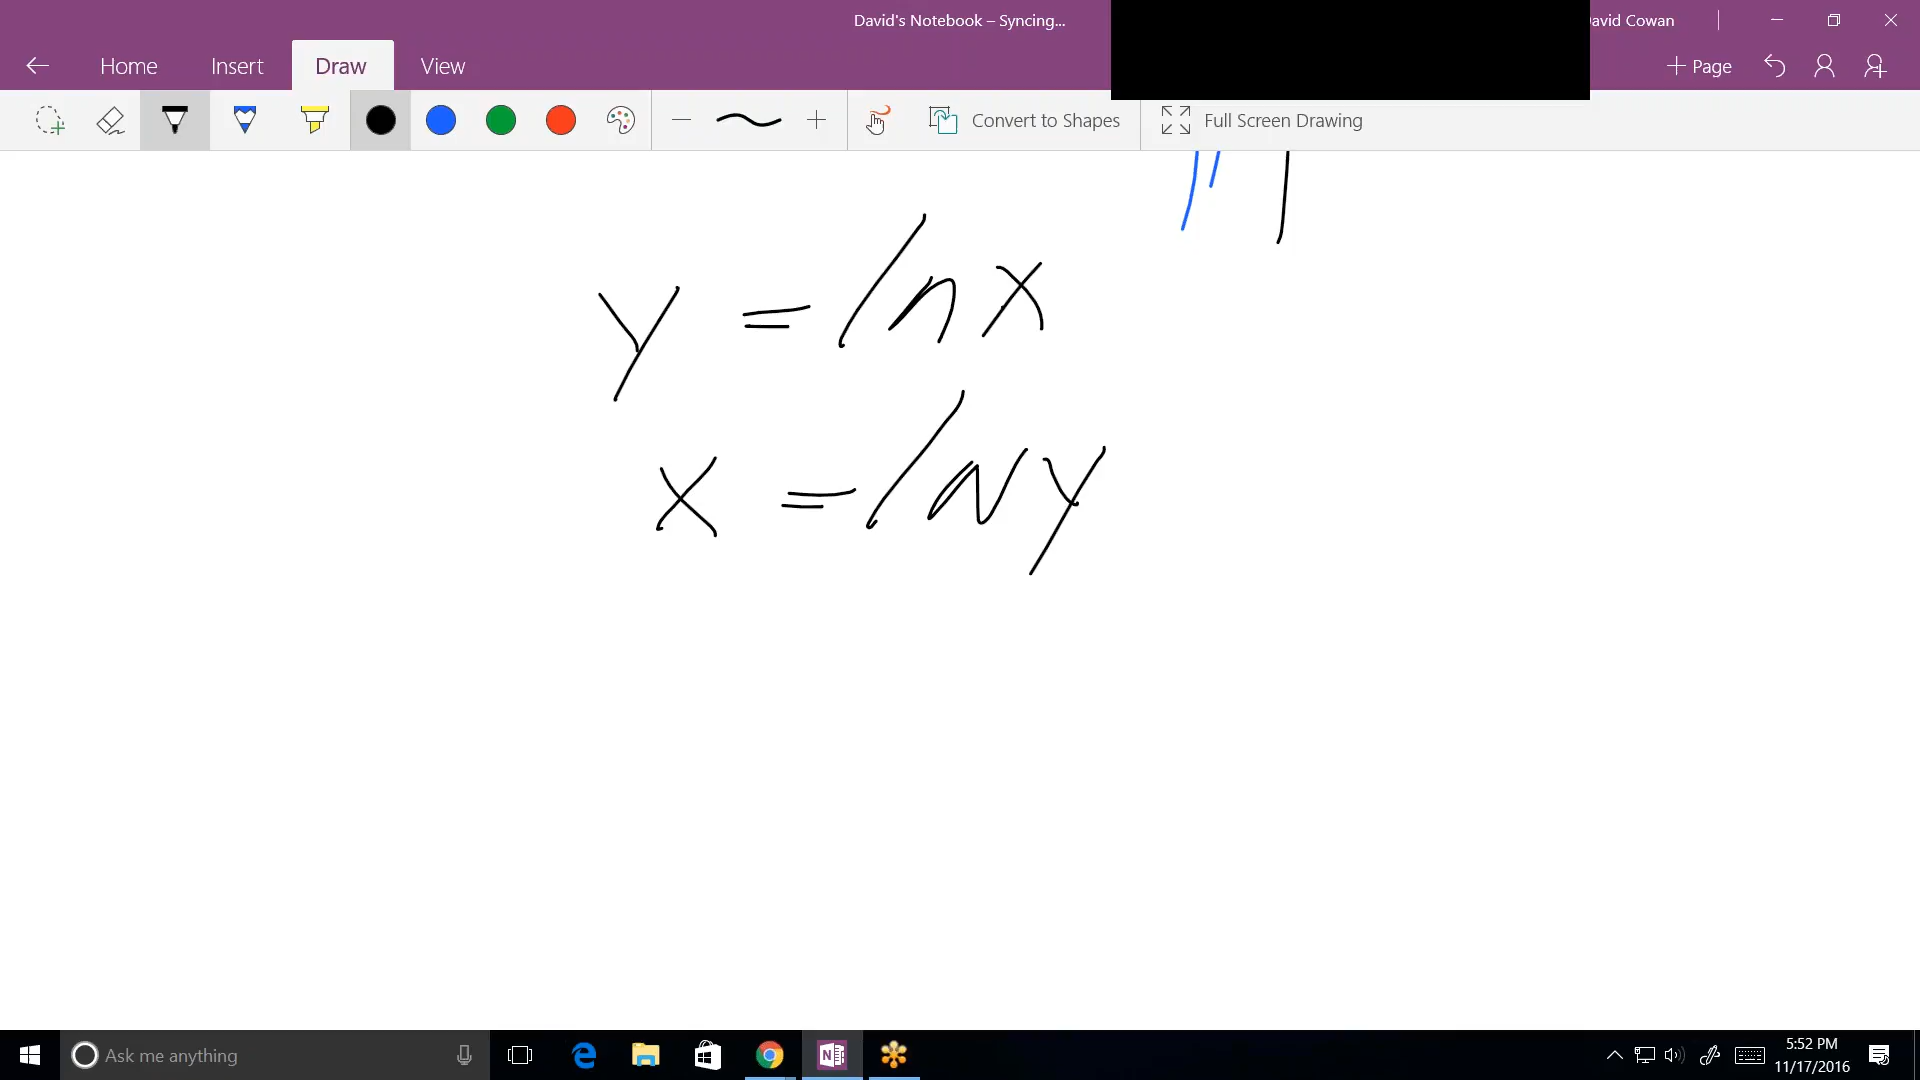 David's Notebook – Syncing...
avid Cowan
Home Insert Draw View
Page
Convert to Shapes
Full Screen Drawing
y = ln x
x = ln y
Ask me anything
5:52 PM
11/17/2016